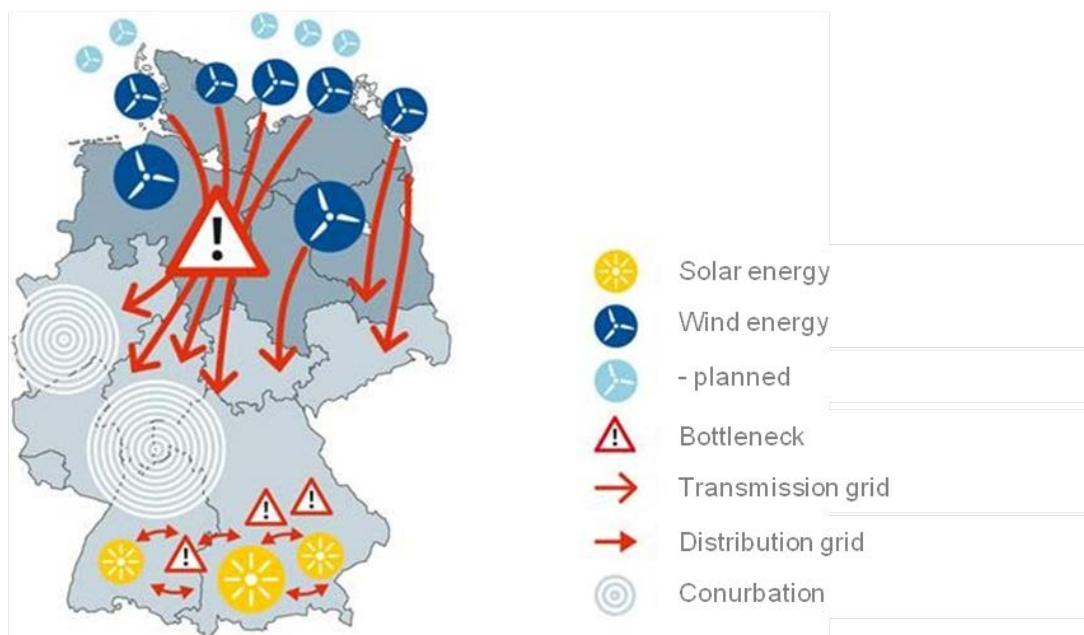 Solar energy
Wind energy
- planned
Bottleneck
Transmission grid
Distribution grid
Conurbation